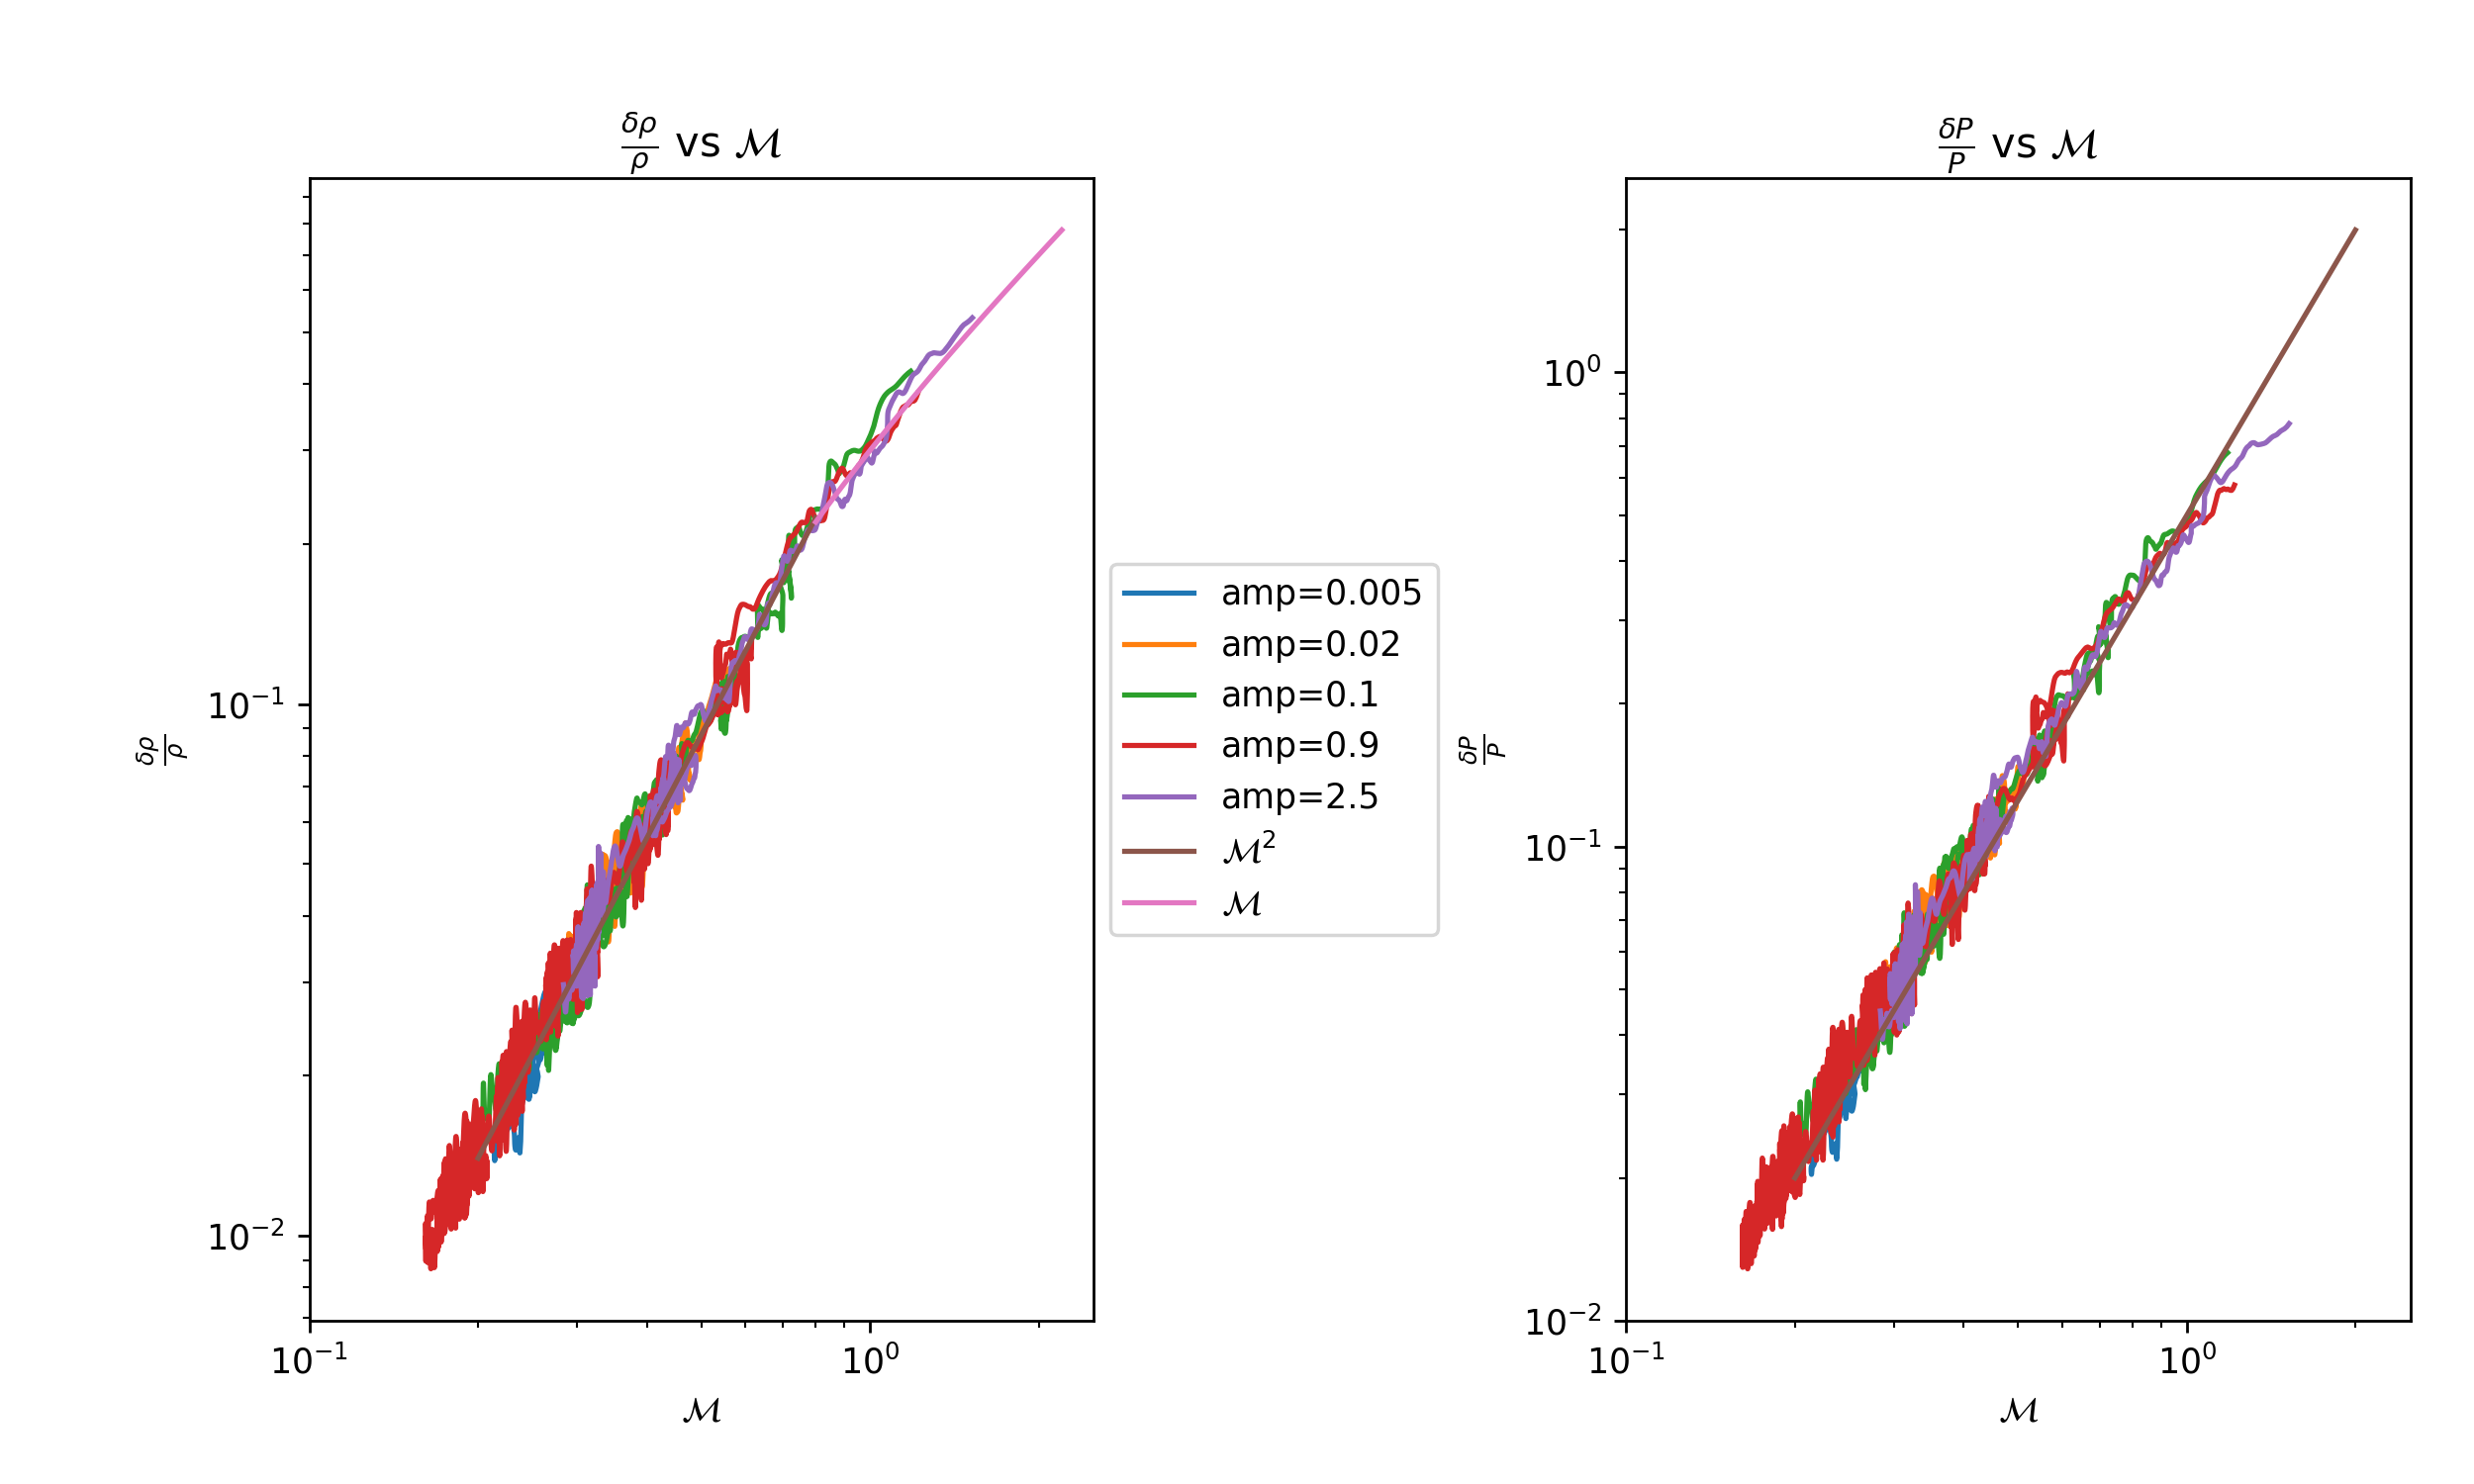 δρ/ρ vs ℳ
δρ/ρ
10⁻¹
10⁻²
10⁻¹
10⁰
ℳ
amp=0.005
amp=0.02
amp=0.1
amp=0.9
amp=2.5
ℳ²
ℳ
δP/P vs ℳ
δP/P
10⁰
10⁻¹
10⁻²
10⁻¹
10⁰
ℳ